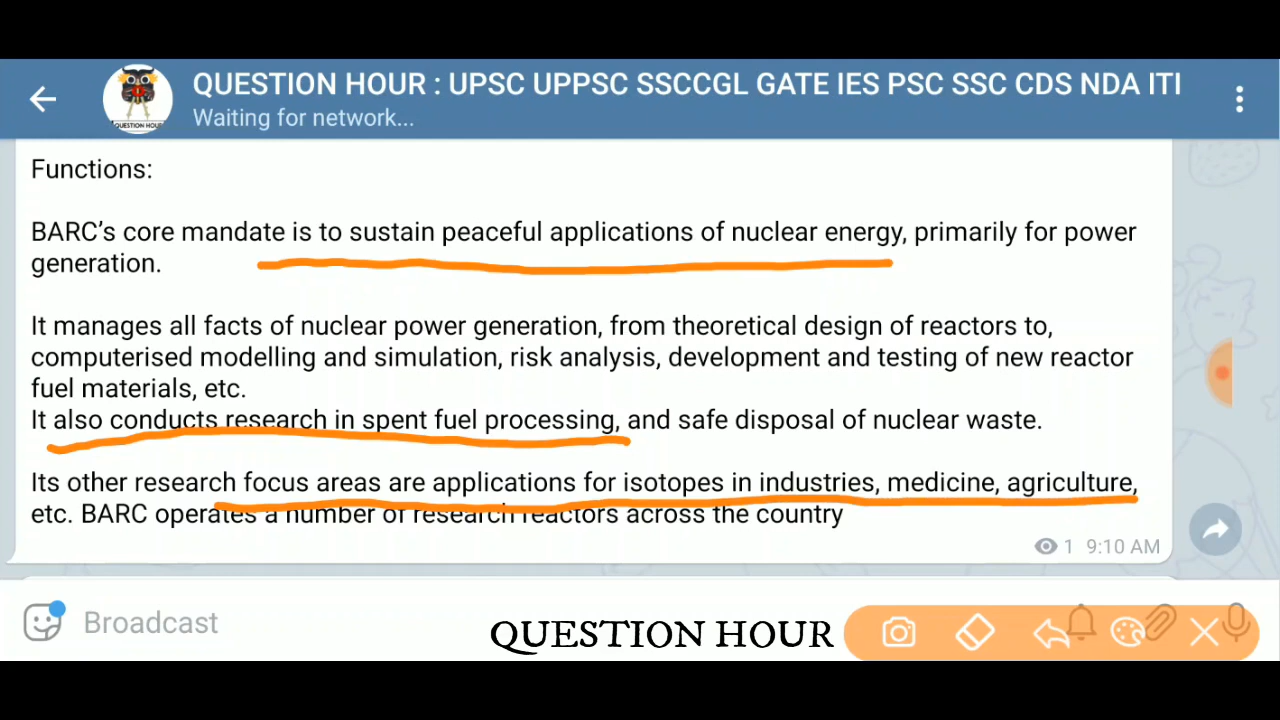 QUESTION HOUR : UPSC UPPSC SSCCGL GATE IES PSC SSC CDS NDA ITI
Waiting for network...
QUESTION HOUR
Functions:
BARC’s core mandate is to sustain peaceful applications of nuclear energy, primarily for power
generation.
It manages all facts of nuclear power generation, from theoretical design of reactors to,
computerised modelling and simulation, risk analysis, development and testing of new reactor
fuel materials, etc.
It also conducts research in spent fuel processing, and safe disposal of nuclear waste.
Its other research focus areas are applications for isotopes in industries, medicine, agriculture,
etc. BARC operates a number of research reactors across the country
1 9:10 AM
Broadcast
QUESTION HOUR